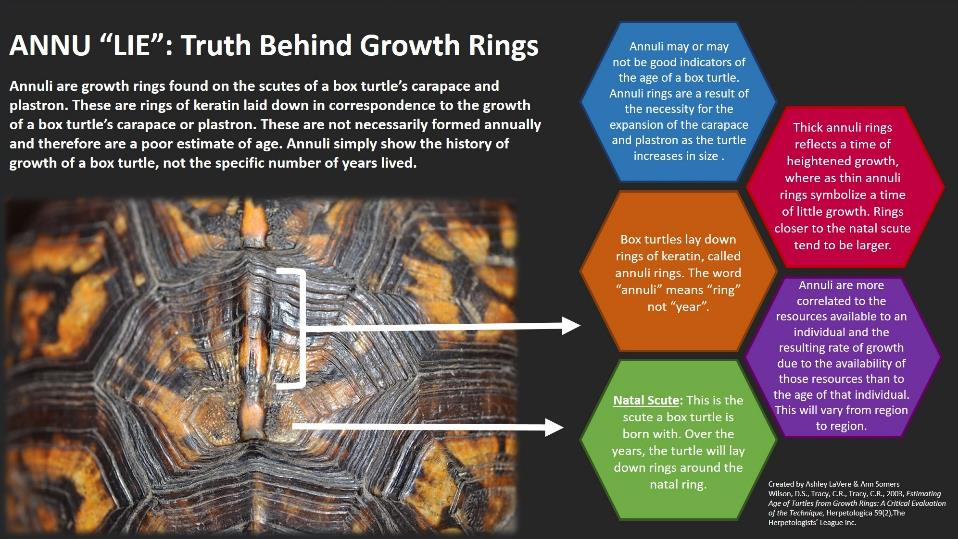 ANNU “LIE”: Truth Behind Growth Rings
Annuli are growth rings found on the scutes of a box turtle’s carapace and
plastron. These are rings of keratin laid down in correspondence to the growth
of a box turtle’s carapace or plastron. These are not necessarily formed annually
and therefore are a poor estimate of age. Annuli simply show the history of
growth of a box turtle, not the specific number of years lived.
Annuli may or may
not be good indicators of
the age of a box turtle.
Annuli rings are a result of
the necessity for the
expansion of the carapace
and plastron as the turtle
increases in size .
Thick annuli rings
reflects a time of
heightened growth,
where as thin annuli
rings symbolize a time
of little growth. Rings
closer to the natal scute
tend to be larger.
Box turtles lay down
rings of keratin, called
annuli rings. The word
“annuli” means “ring”
not “year”.
Annuli are more
correlated to the
resources available to an
individual and the
resulting rate of growth
due to the availability of
those resources than to
the age of that individual.
This will vary from region
to region.
Natal Scute: This is the
scute a box turtle is
born with. Over the
years, the turtle will lay
down rings around the
natal ring.
Created by Ashley LaVere & Ann Somers
Wilson, D.S., Tracy, C.R., Tracy, C.R., 2003, Estimating
Age of Turtles from Growth Rings: A Critical Evaluation
of the Technique, Herpetologica 59(2),The
Herpetologists’ League Inc.